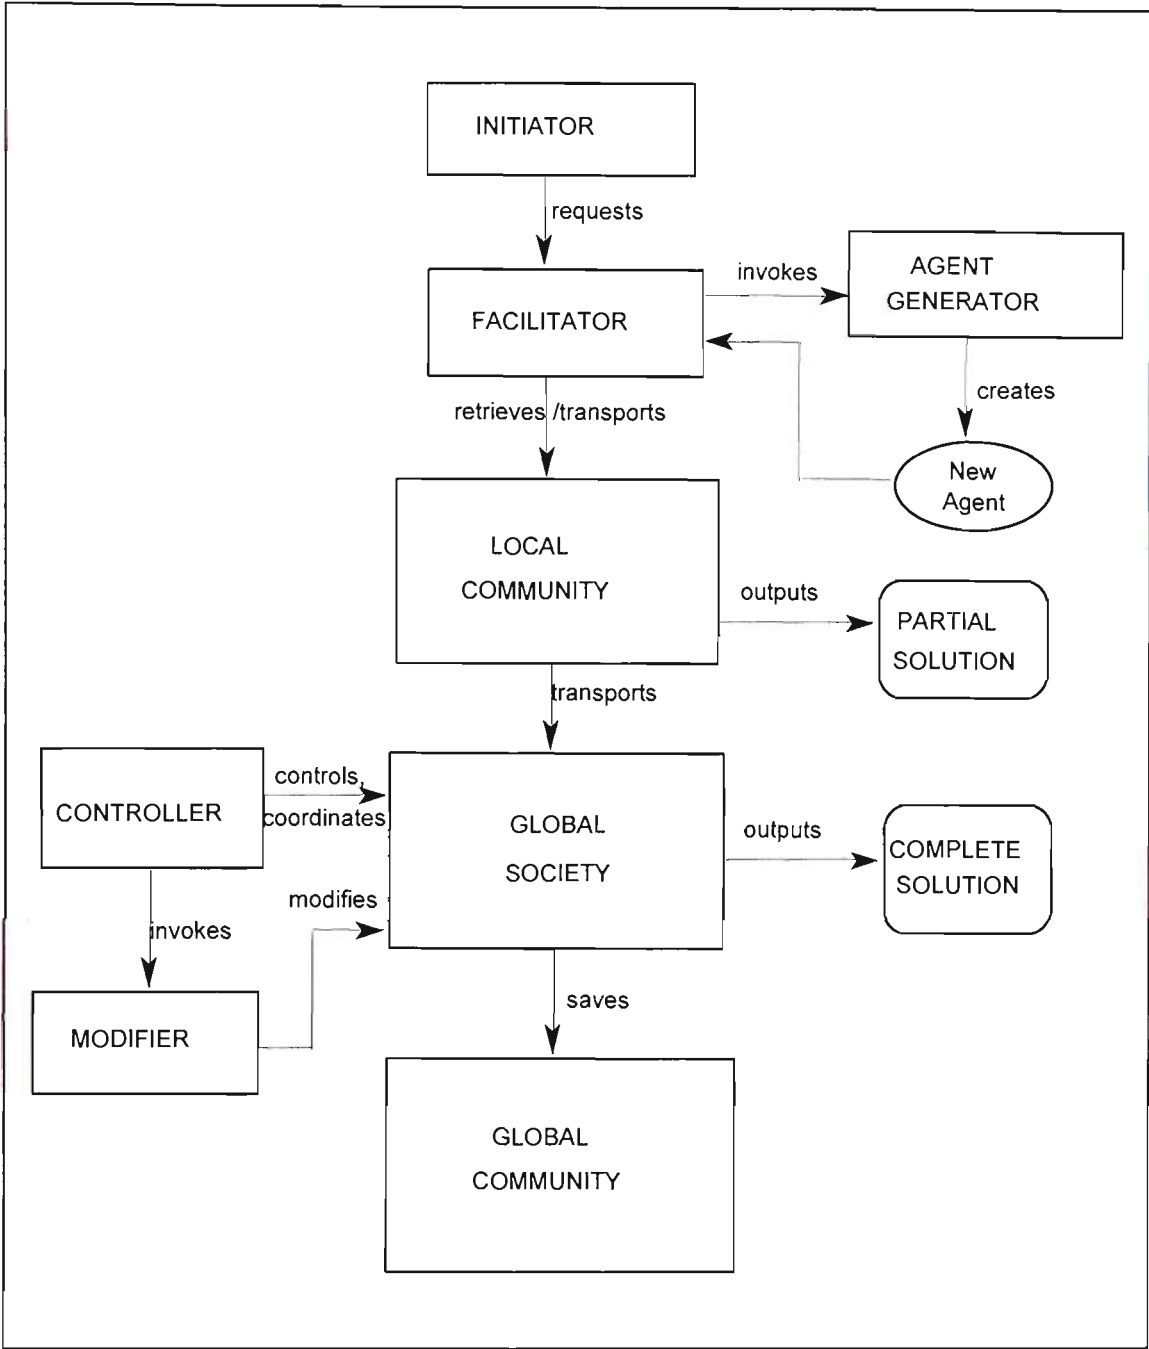 INITIATOR
requests
invokes
AGENT
GENERATOR
FACILITATOR
creates
retrieves /transports
New
Agent
LOCAL
COMMUNITY
outputs
PARTIAL
SOLUTION
transports
controls,
coordinates
CONTROLLER
GLOBAL
SOCIETY
outputs
COMPLETE
SOLUTION
modifies
invokes
saves
MODIFIER
GLOBAL
COMMUNITY